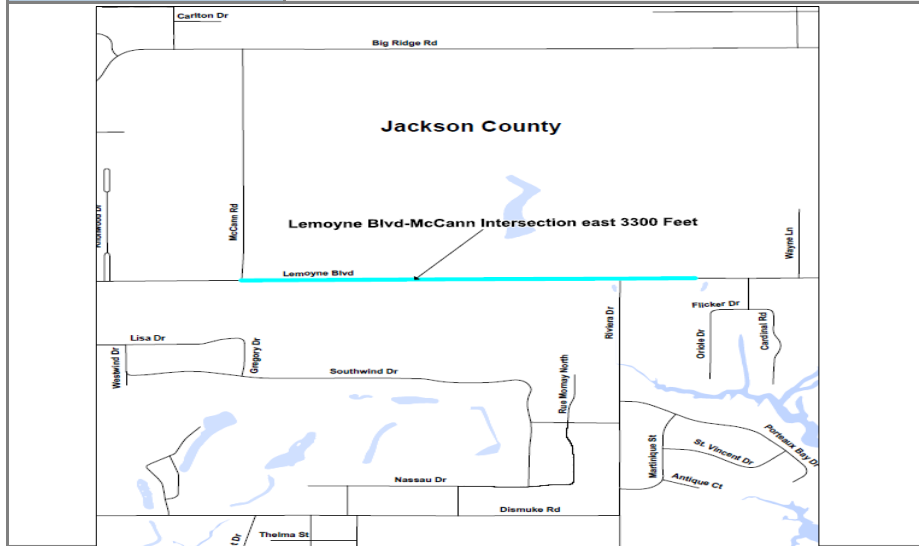 Carlton Dr
Big Ridge Rd
Jackson County
McCann Rd
Lemoyne Blvd-McCann Intersection east 3300 Feet
Wayne Ln
Lemoyne Blvd
Flicker Dr
Riviera Dr
Oriole Dr
Cardinal Rd
Lisa Dr
Westwind Dr
Gregory Dr
Southwind Dr
Rue Mornay North
Martinique St
St. Vincent Dr
Porteaux Bay Dr
Antique Ct
Nassau Dr
Dismuke Rd
Thelma St
t Dr